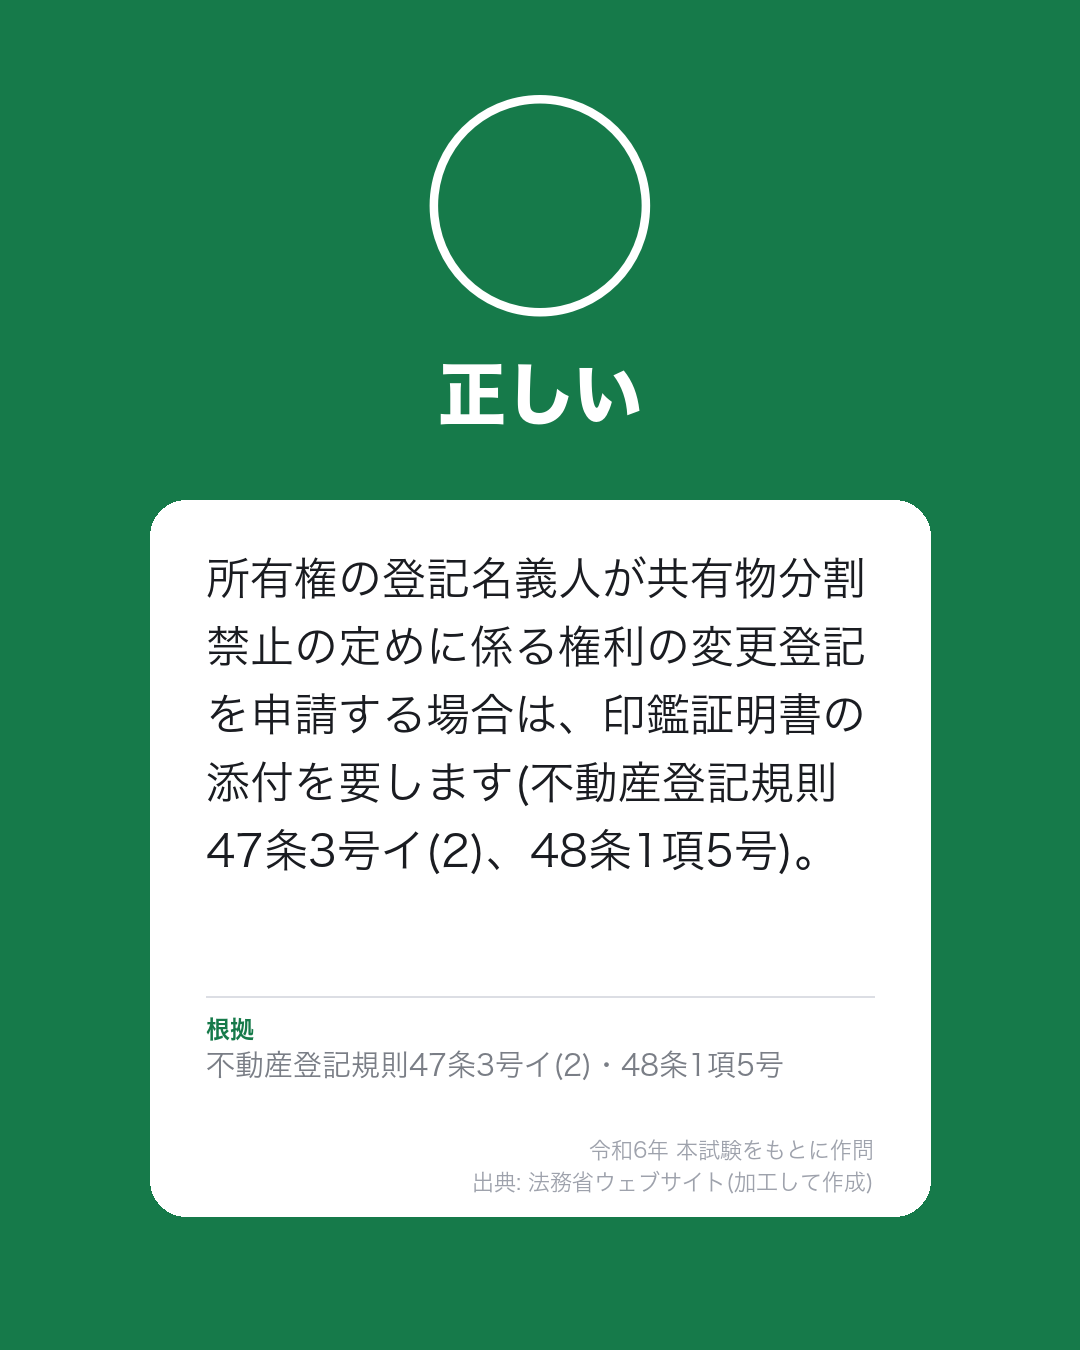 正しい
所有権の登記名義人が共有物分割
禁止の定めに係る権利の変更登記
を申請する場合は、印鑑証明書の
添付を要します(不動産登記規則
47条3号イ(2)、48条1項5号)。
根拠
不動産登記規則47条3号イ(2)・48条1項5号
令和6年 本試験をもとに作問
出典: 法務省ウェブサイト(加工して作成)